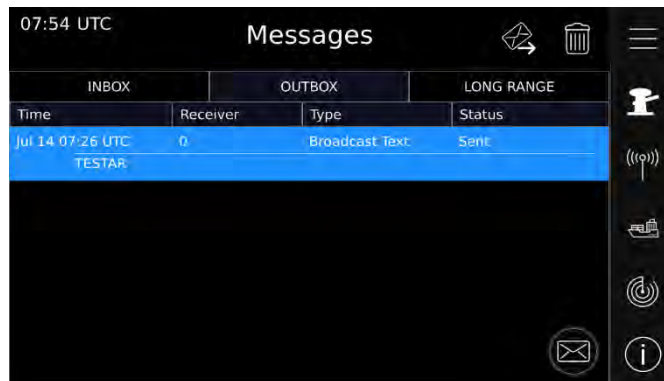 07:54 UTC
Messages
INBOX OUTBOX LONG RANGE
Time Receiver Type Status
Jul 14 07:26 UTC 0 Broadcast Text Sent
TESTAR